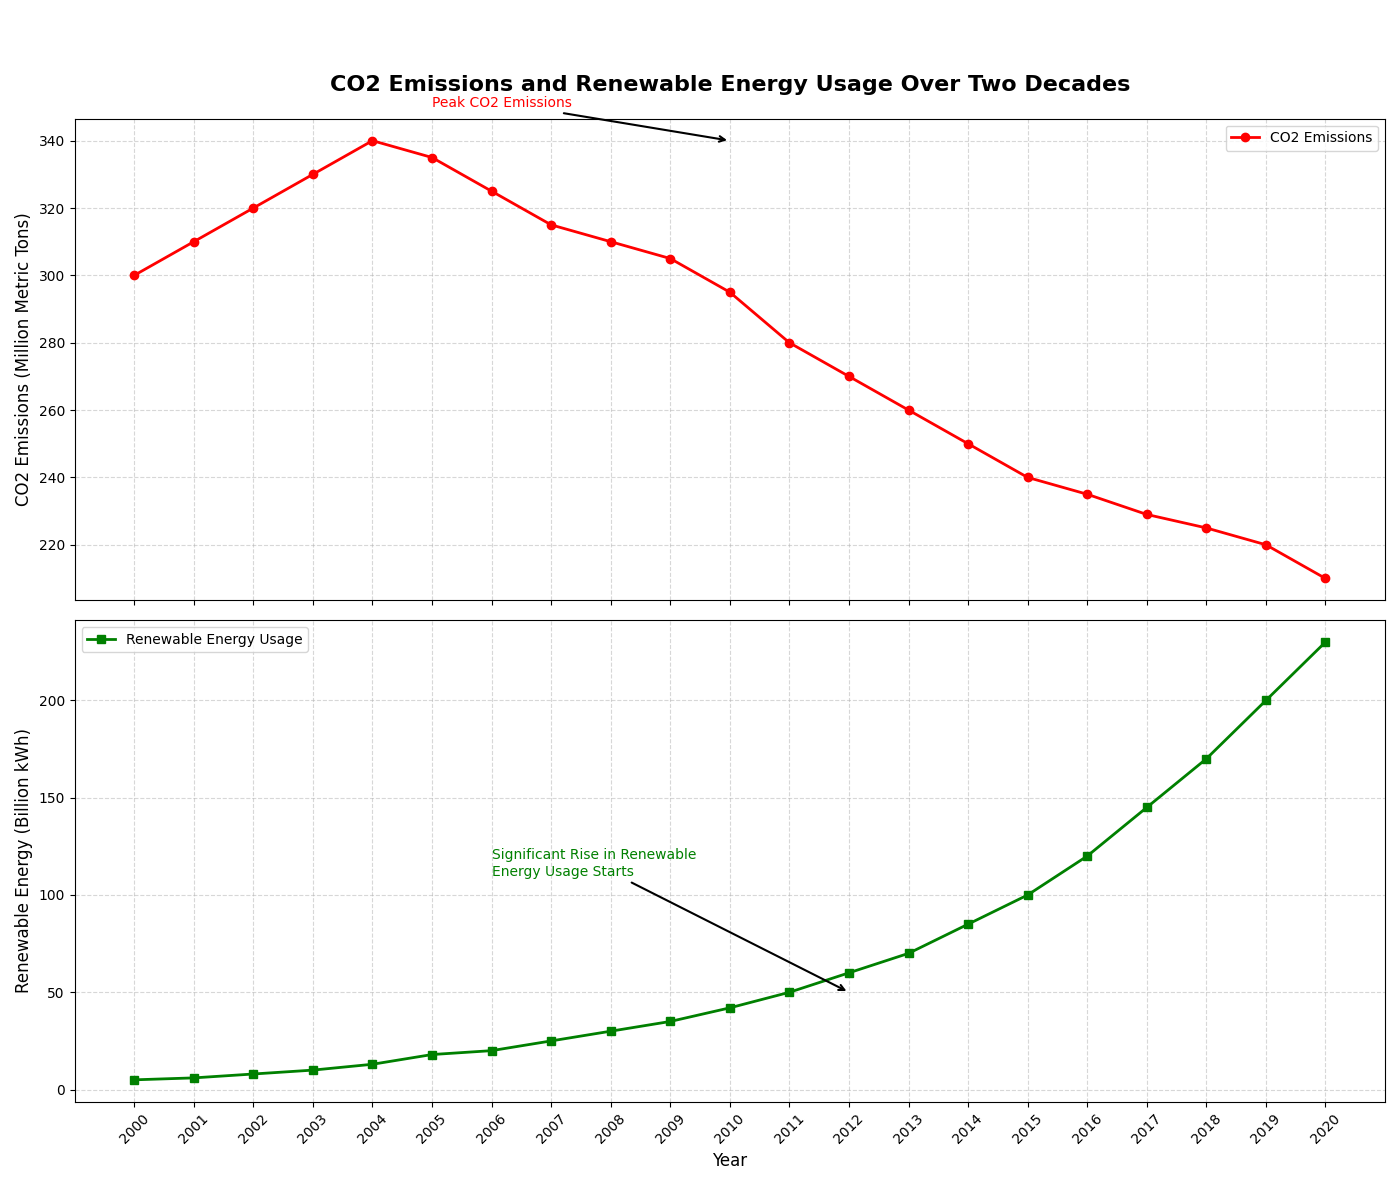 CO2 Emissions and Renewable Energy Usage Over Two Decades
Peak CO2 Emissions
CO2 Emissions
CO2 Emissions (Million Metric Tons)
340
320
300
280
260
240
220
Renewable Energy Usage
Renewable Energy (Billion kWh)
200
150
100
50
0
Significant Rise in Renewable
Energy Usage Starts
2000 2001 2002 2003 2004 2005 2006 2007 2008 2009 2010 2011 2012 2013 2014 2015 2016 2017 2018 2019 2020
Year